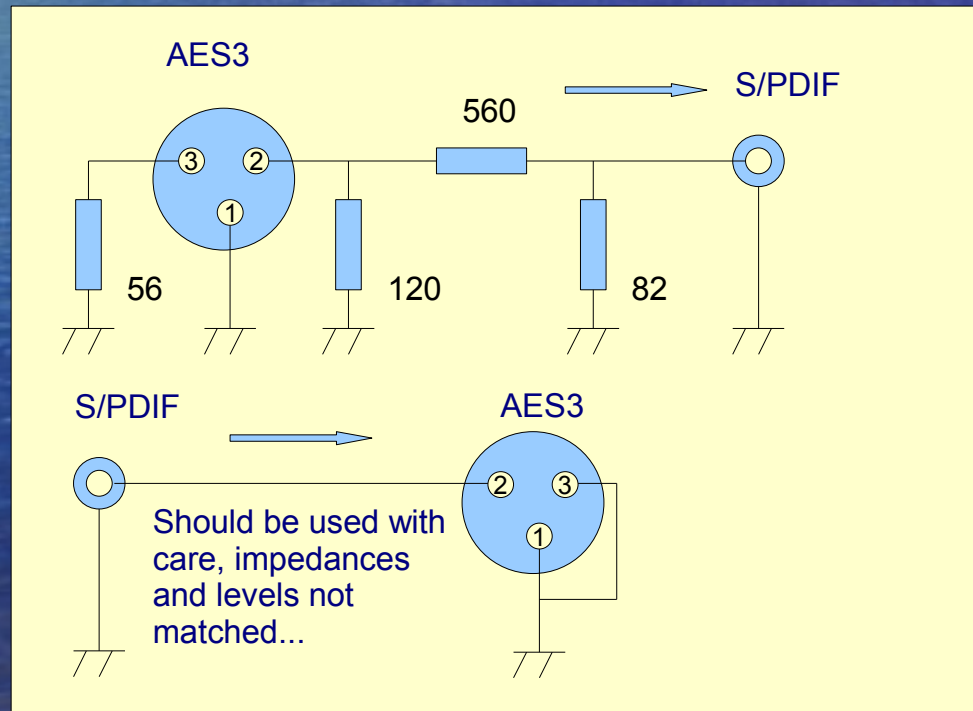 AES3
S/PDIF
560
3
2
1
56
120
82
S/PDIF
AES3
2
3
1
Should be used with
care, impedances
and levels not
matched...